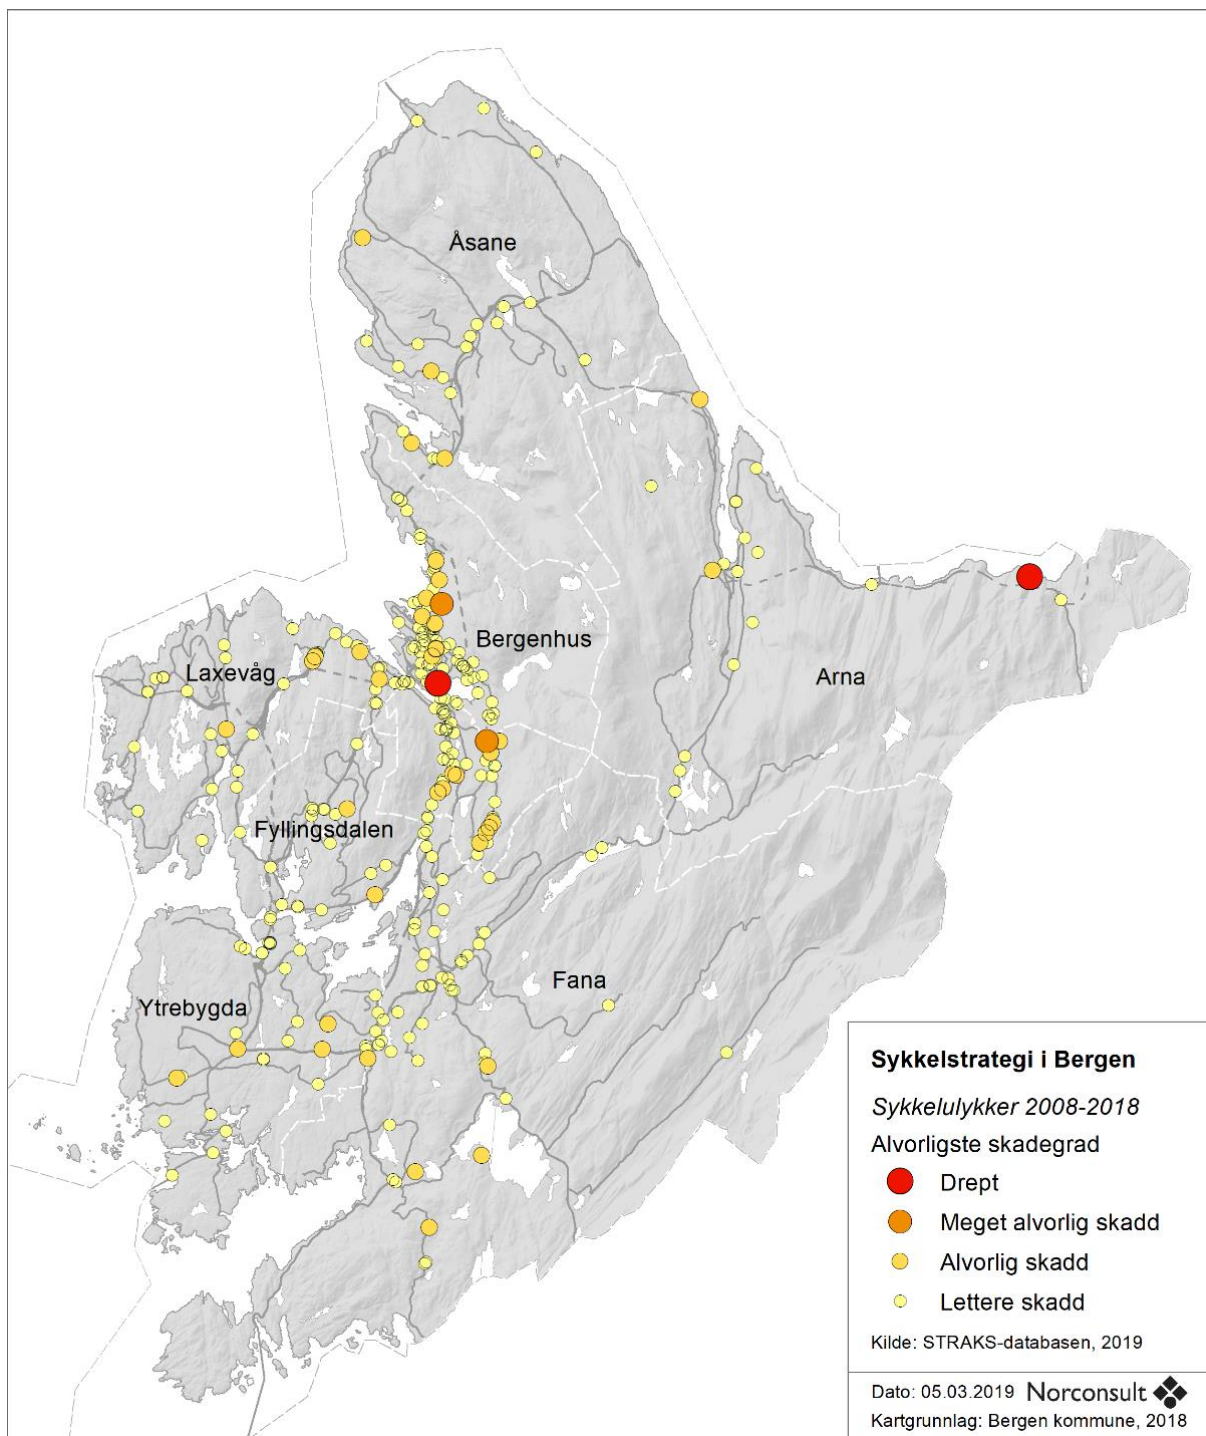 Åsane
Bergenhus
Laxevåg
Arna
Fyllingsdalen
Fana
Ytrebygda
Sykkelstrategi i Bergen
Sykkelulykker 2008-2018
Alvorligste skadegrad
Drept
Meget alvorlig skadd
Alvorlig skadd
Lettere skadd
Kilde: STRAKS-databasen, 2019
Dato: 05.03.2019 Norconsult
Kartgrunnlag: Bergen kommune, 2018